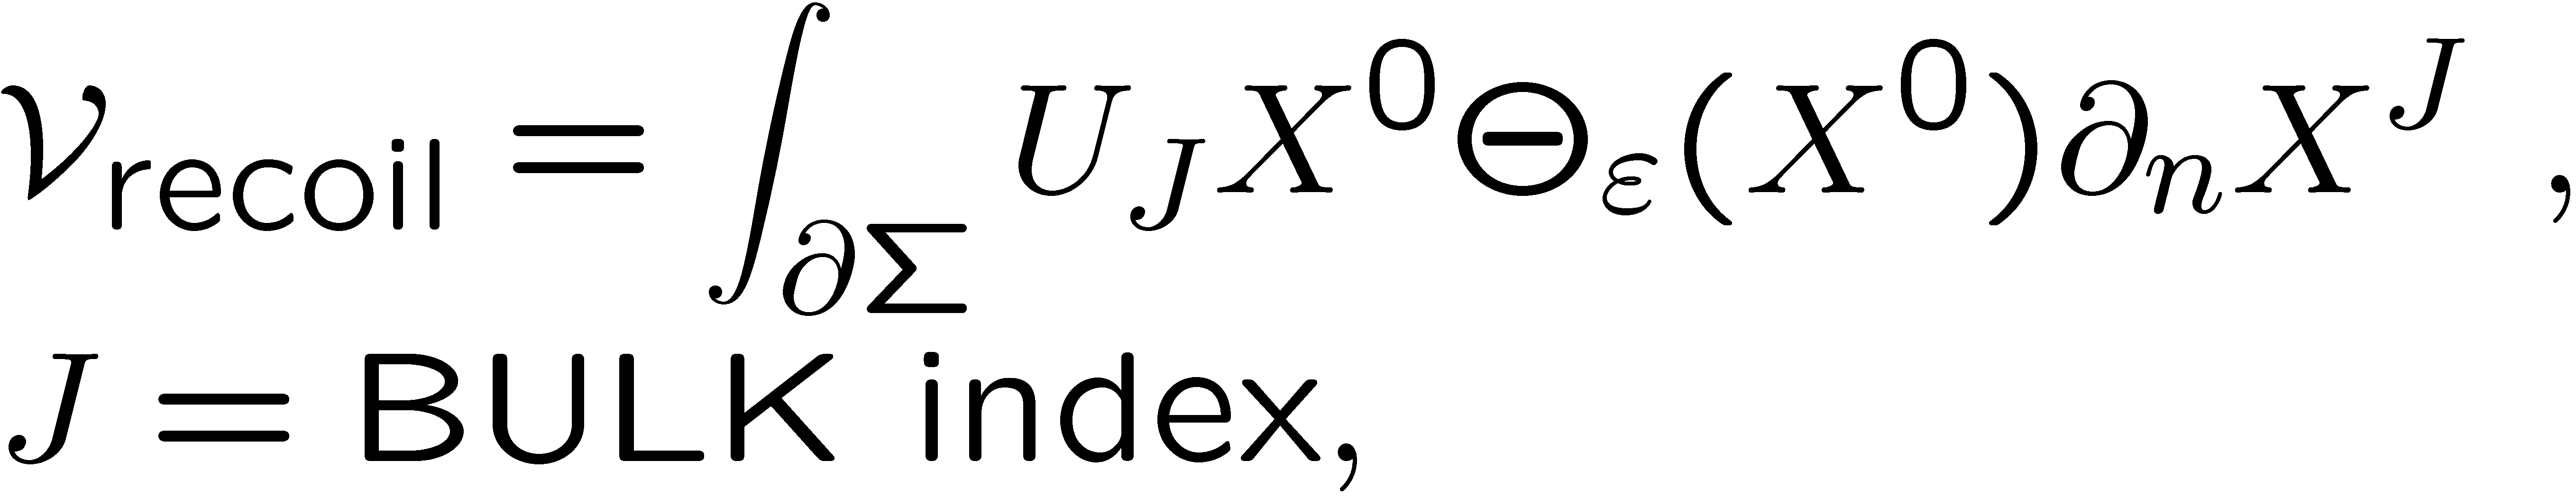 𝒱_recoil = ∫_∂Σ U_J X^0 Θ_ε(X^0) ∂_n X^J ,
J = BULK index,